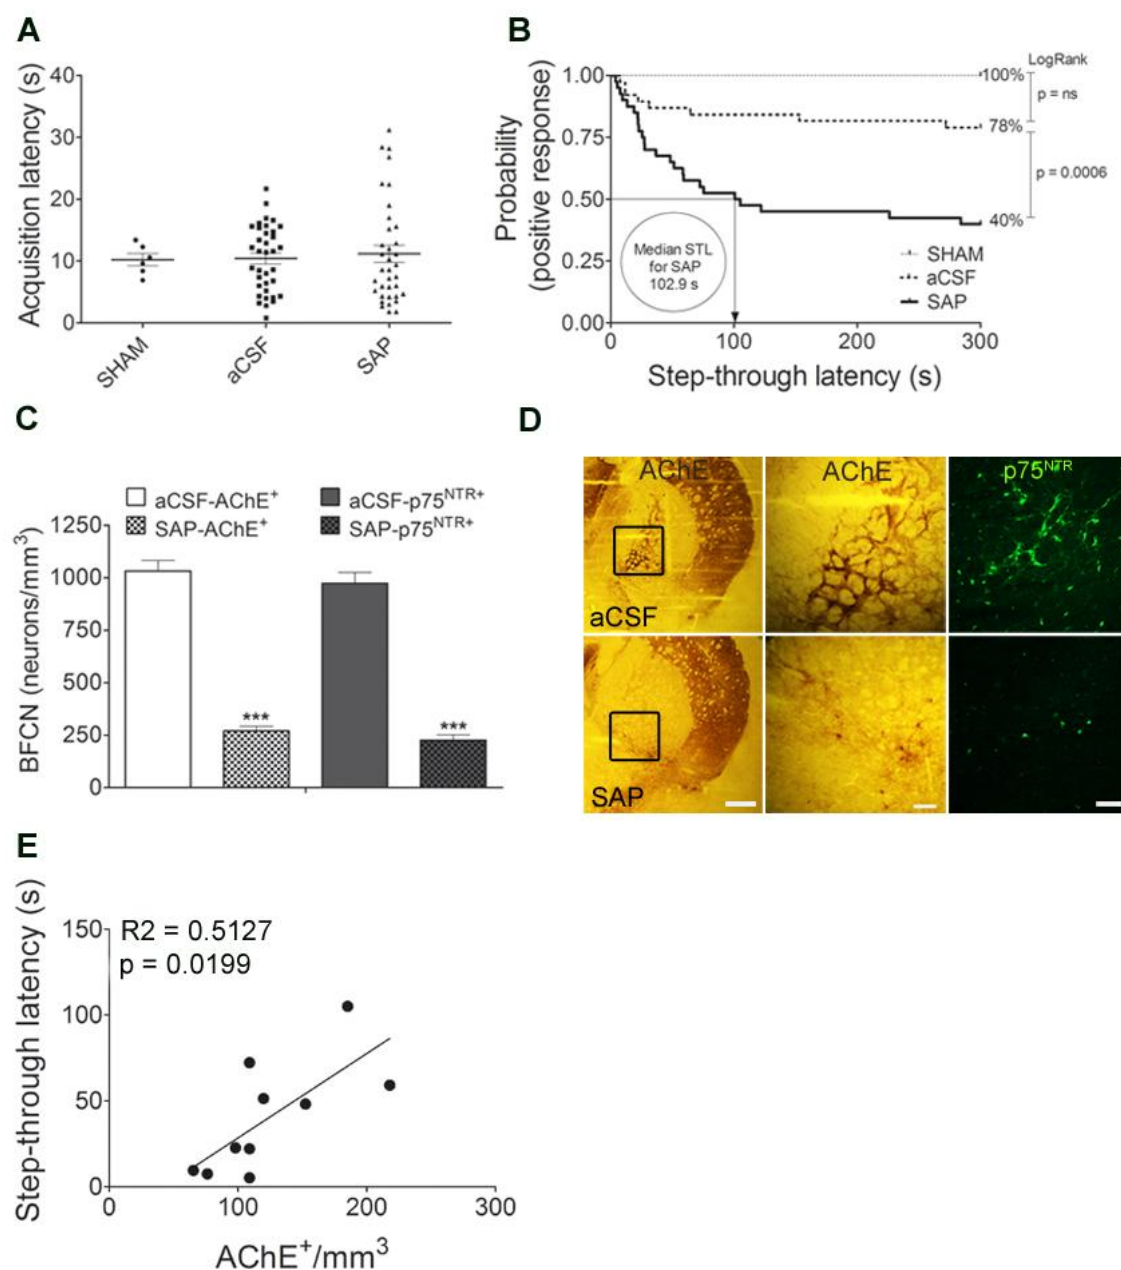 A
Acquisition latency (s)
40
30
20
10
0
SHAM
aCSF
SAP
B
Probability
(positive response)
1.00
0.75
0.50
0.25
0.00
0
100
200
300
Step-through latency (s)
LogRank
100%
p = ns
78%
p = 0.0006
40%
Median STL
for SAP
102.9 s
SHAM
aCSF
SAP
C
aCSF-AChE⁺
aCSF-p75ᴺᵀᴿ⁺
SAP-AChE⁺
SAP-p75ᴺᵀᴿ⁺
BFCN (neurons/mm³)
1250
1000
750
500
250
0
***
***
D
AChE
AChE
p75ᴺᵀᴿ
aCSF
SAP
E
Step-through latency (s)
150
100
50
0
R2 = 0.5127
p = 0.0199
0
100
200
300
AChE⁺/mm³